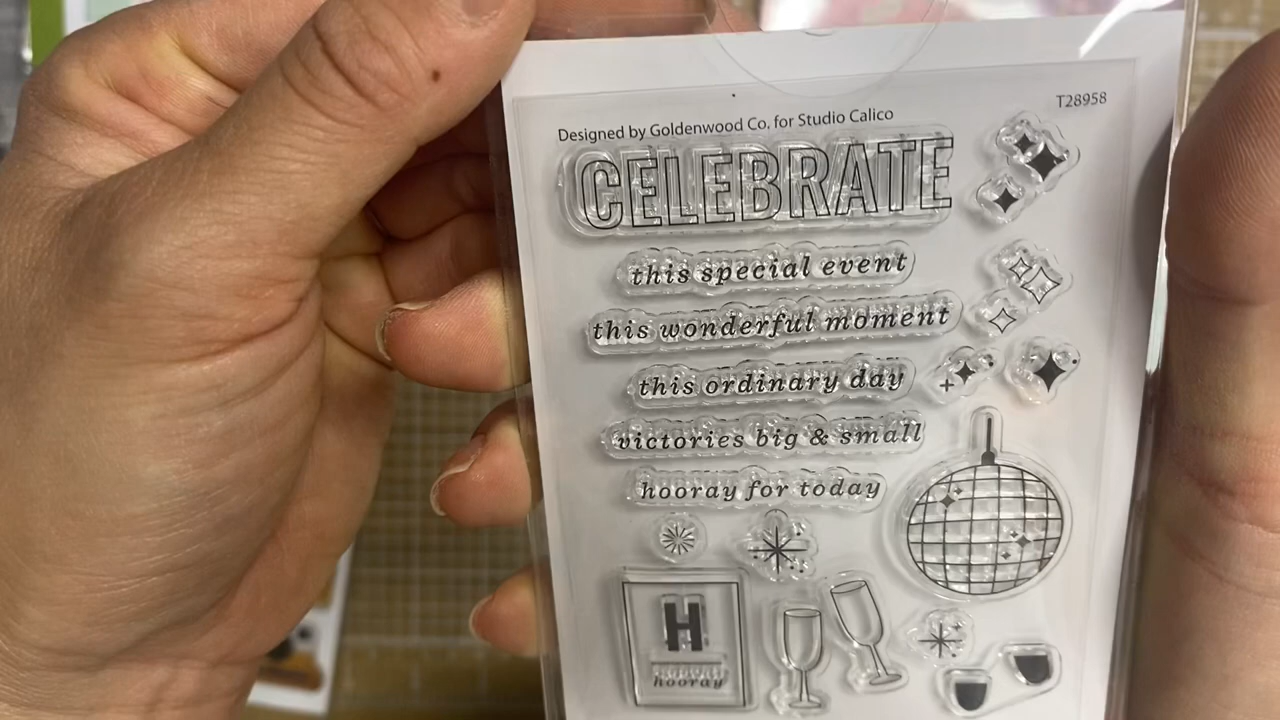 T28958
Designed by Goldenwood Co. for Studio Calico
CELEBRATE
this special event
this wonderful moment
this ordinary day
victories big & small
hooray for today
H
hooray